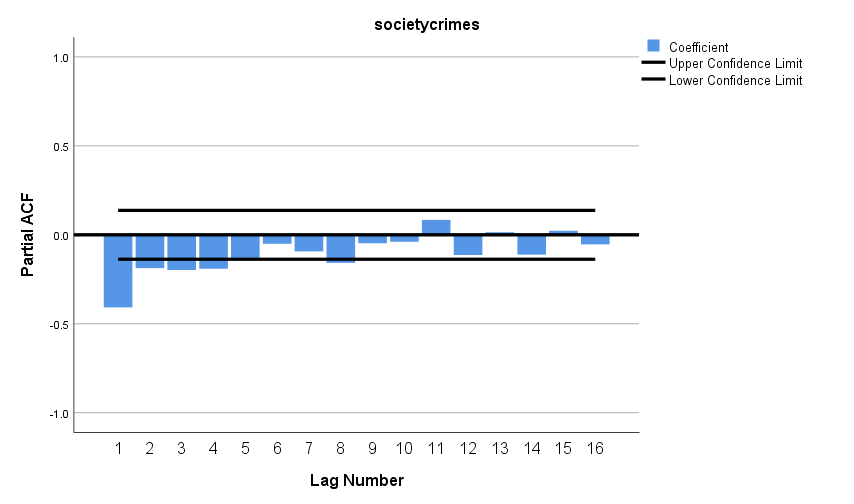 societycrimes
Coefficient
Upper Confidence Limit
Lower Confidence Limit
1.0
0.5
0.0
-0.5
-1.0
Partial ACF
1 2 3 4 5 6 7 8 9 10 11 12 13 14 15 16
Lag Number